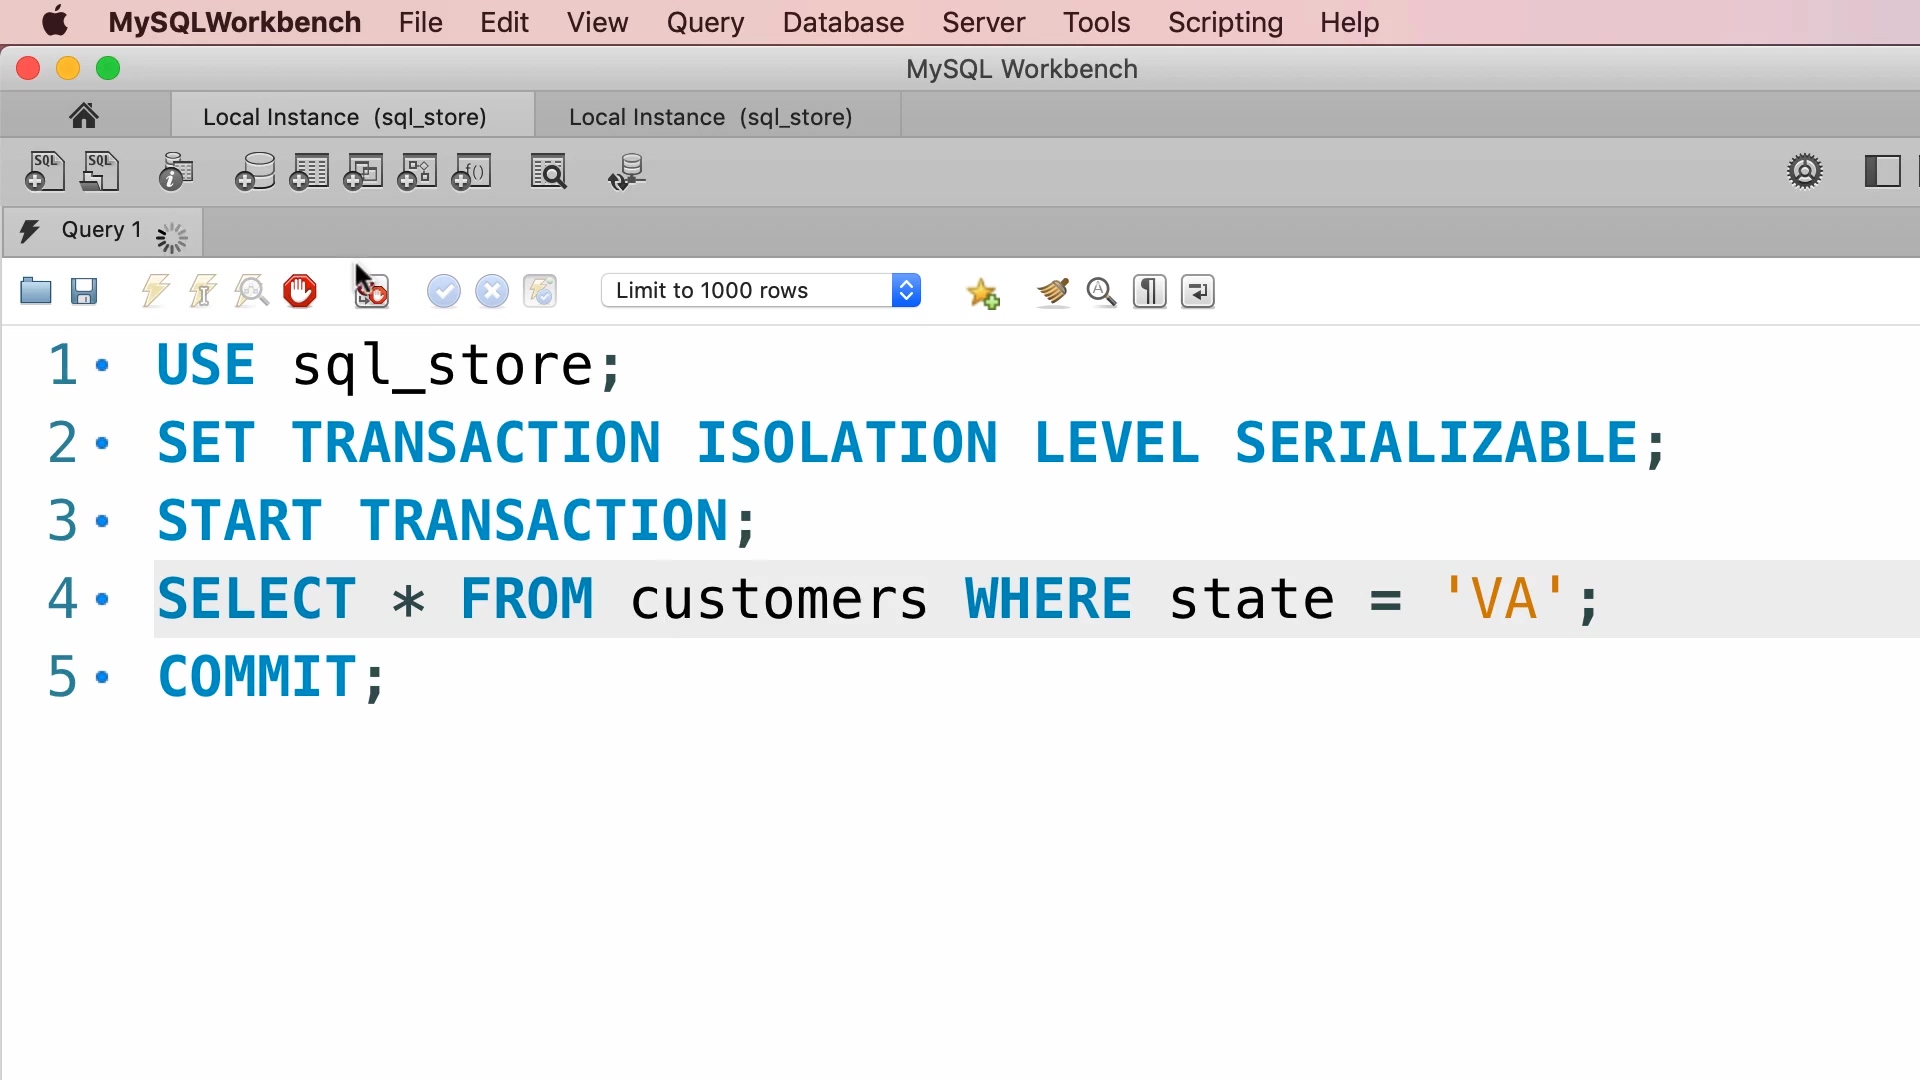 MySQLWorkbench File Edit View Query Database Server Tools Scripting Help
MySQL Workbench
Local Instance (sql_store) Local Instance (sql_store)
SQL SQL
Query 1
Limit to 1000 rows
1 USE sql_store;
2 SET TRANSACTION ISOLATION LEVEL SERIALIZABLE;
3 START TRANSACTION;
4 SELECT * FROM customers WHERE state = 'VA';
5 COMMIT;